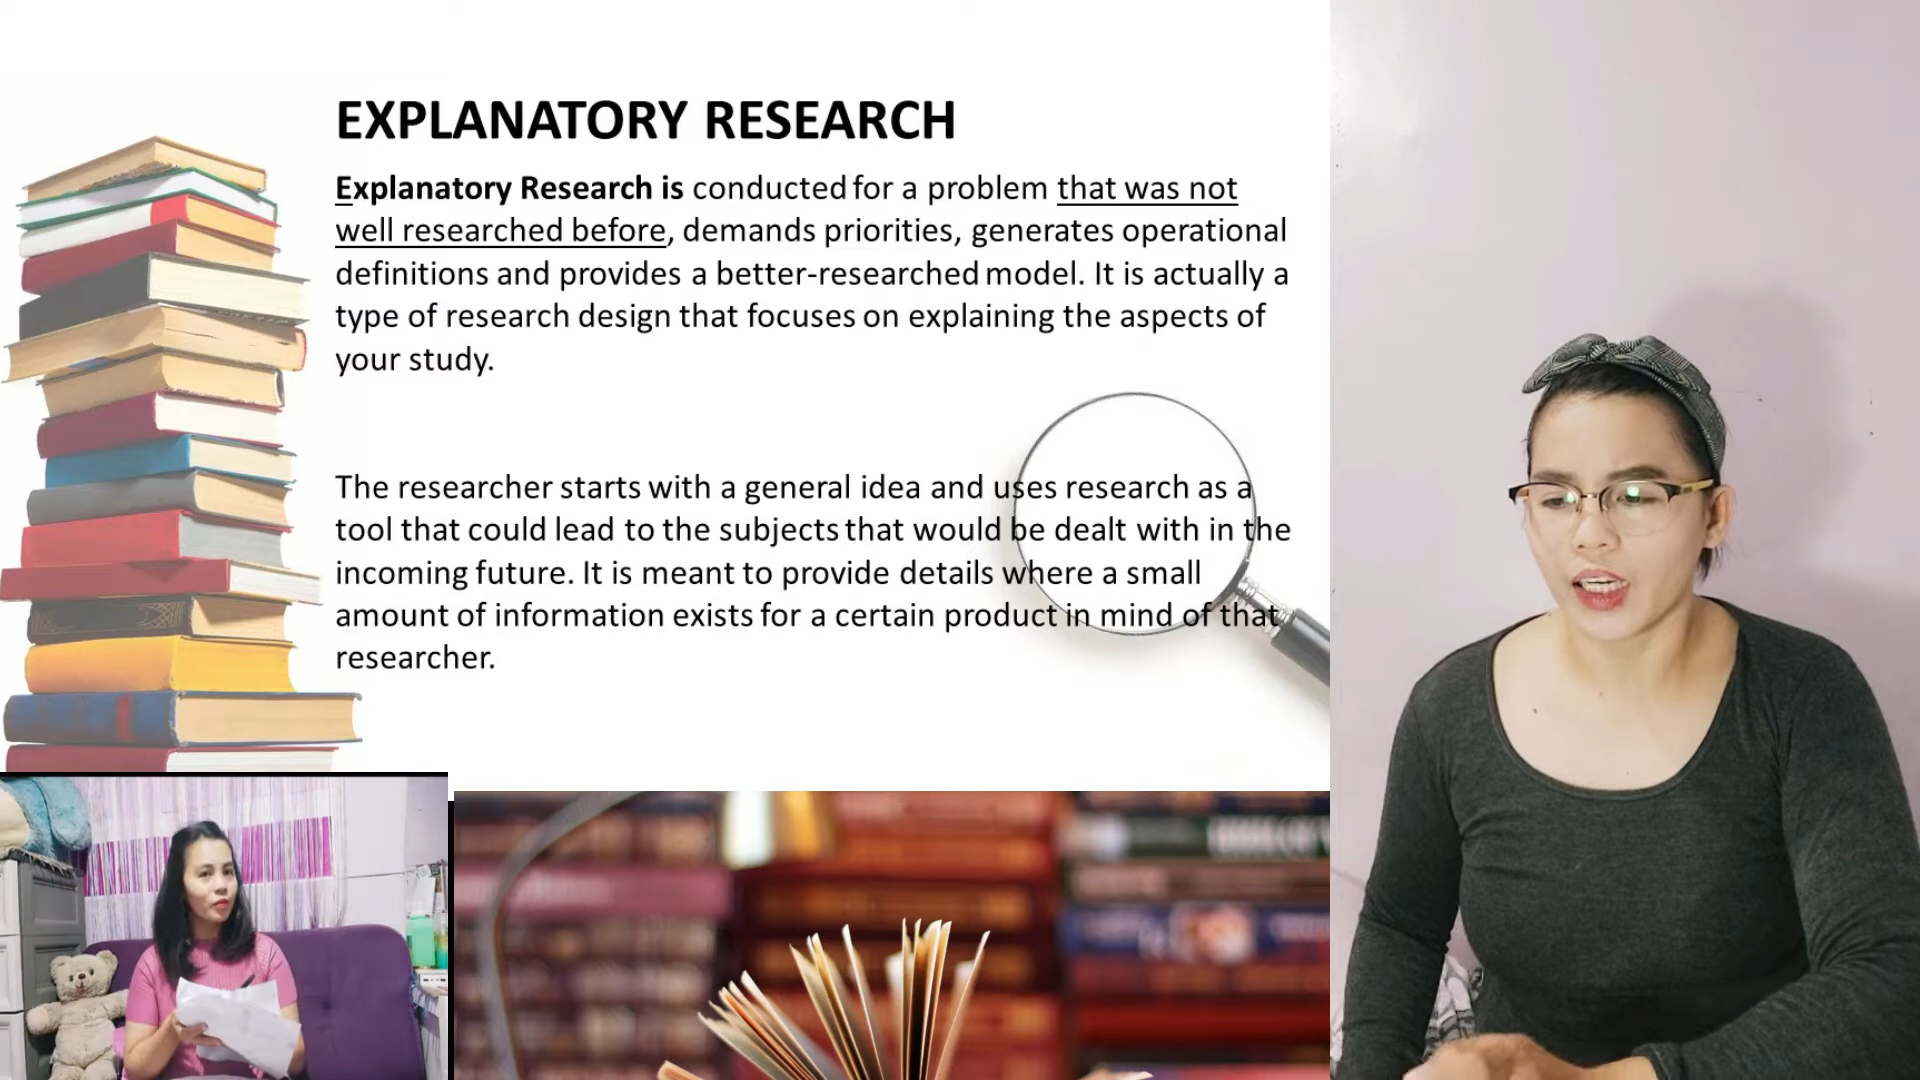 EXPLANATORY RESEARCH
Explanatory Research is conducted for a problem that was not
well researched before, demands priorities, generates operational
definitions and provides a better-researched model. It is actually a
type of research design that focuses on explaining the aspects of
your study.
The researcher starts with a general idea and uses research as a
tool that could lead to the subjects that would be dealt with in the
incoming future. It is meant to provide details where a small
amount of information exists for a certain product in mind of that
researcher.